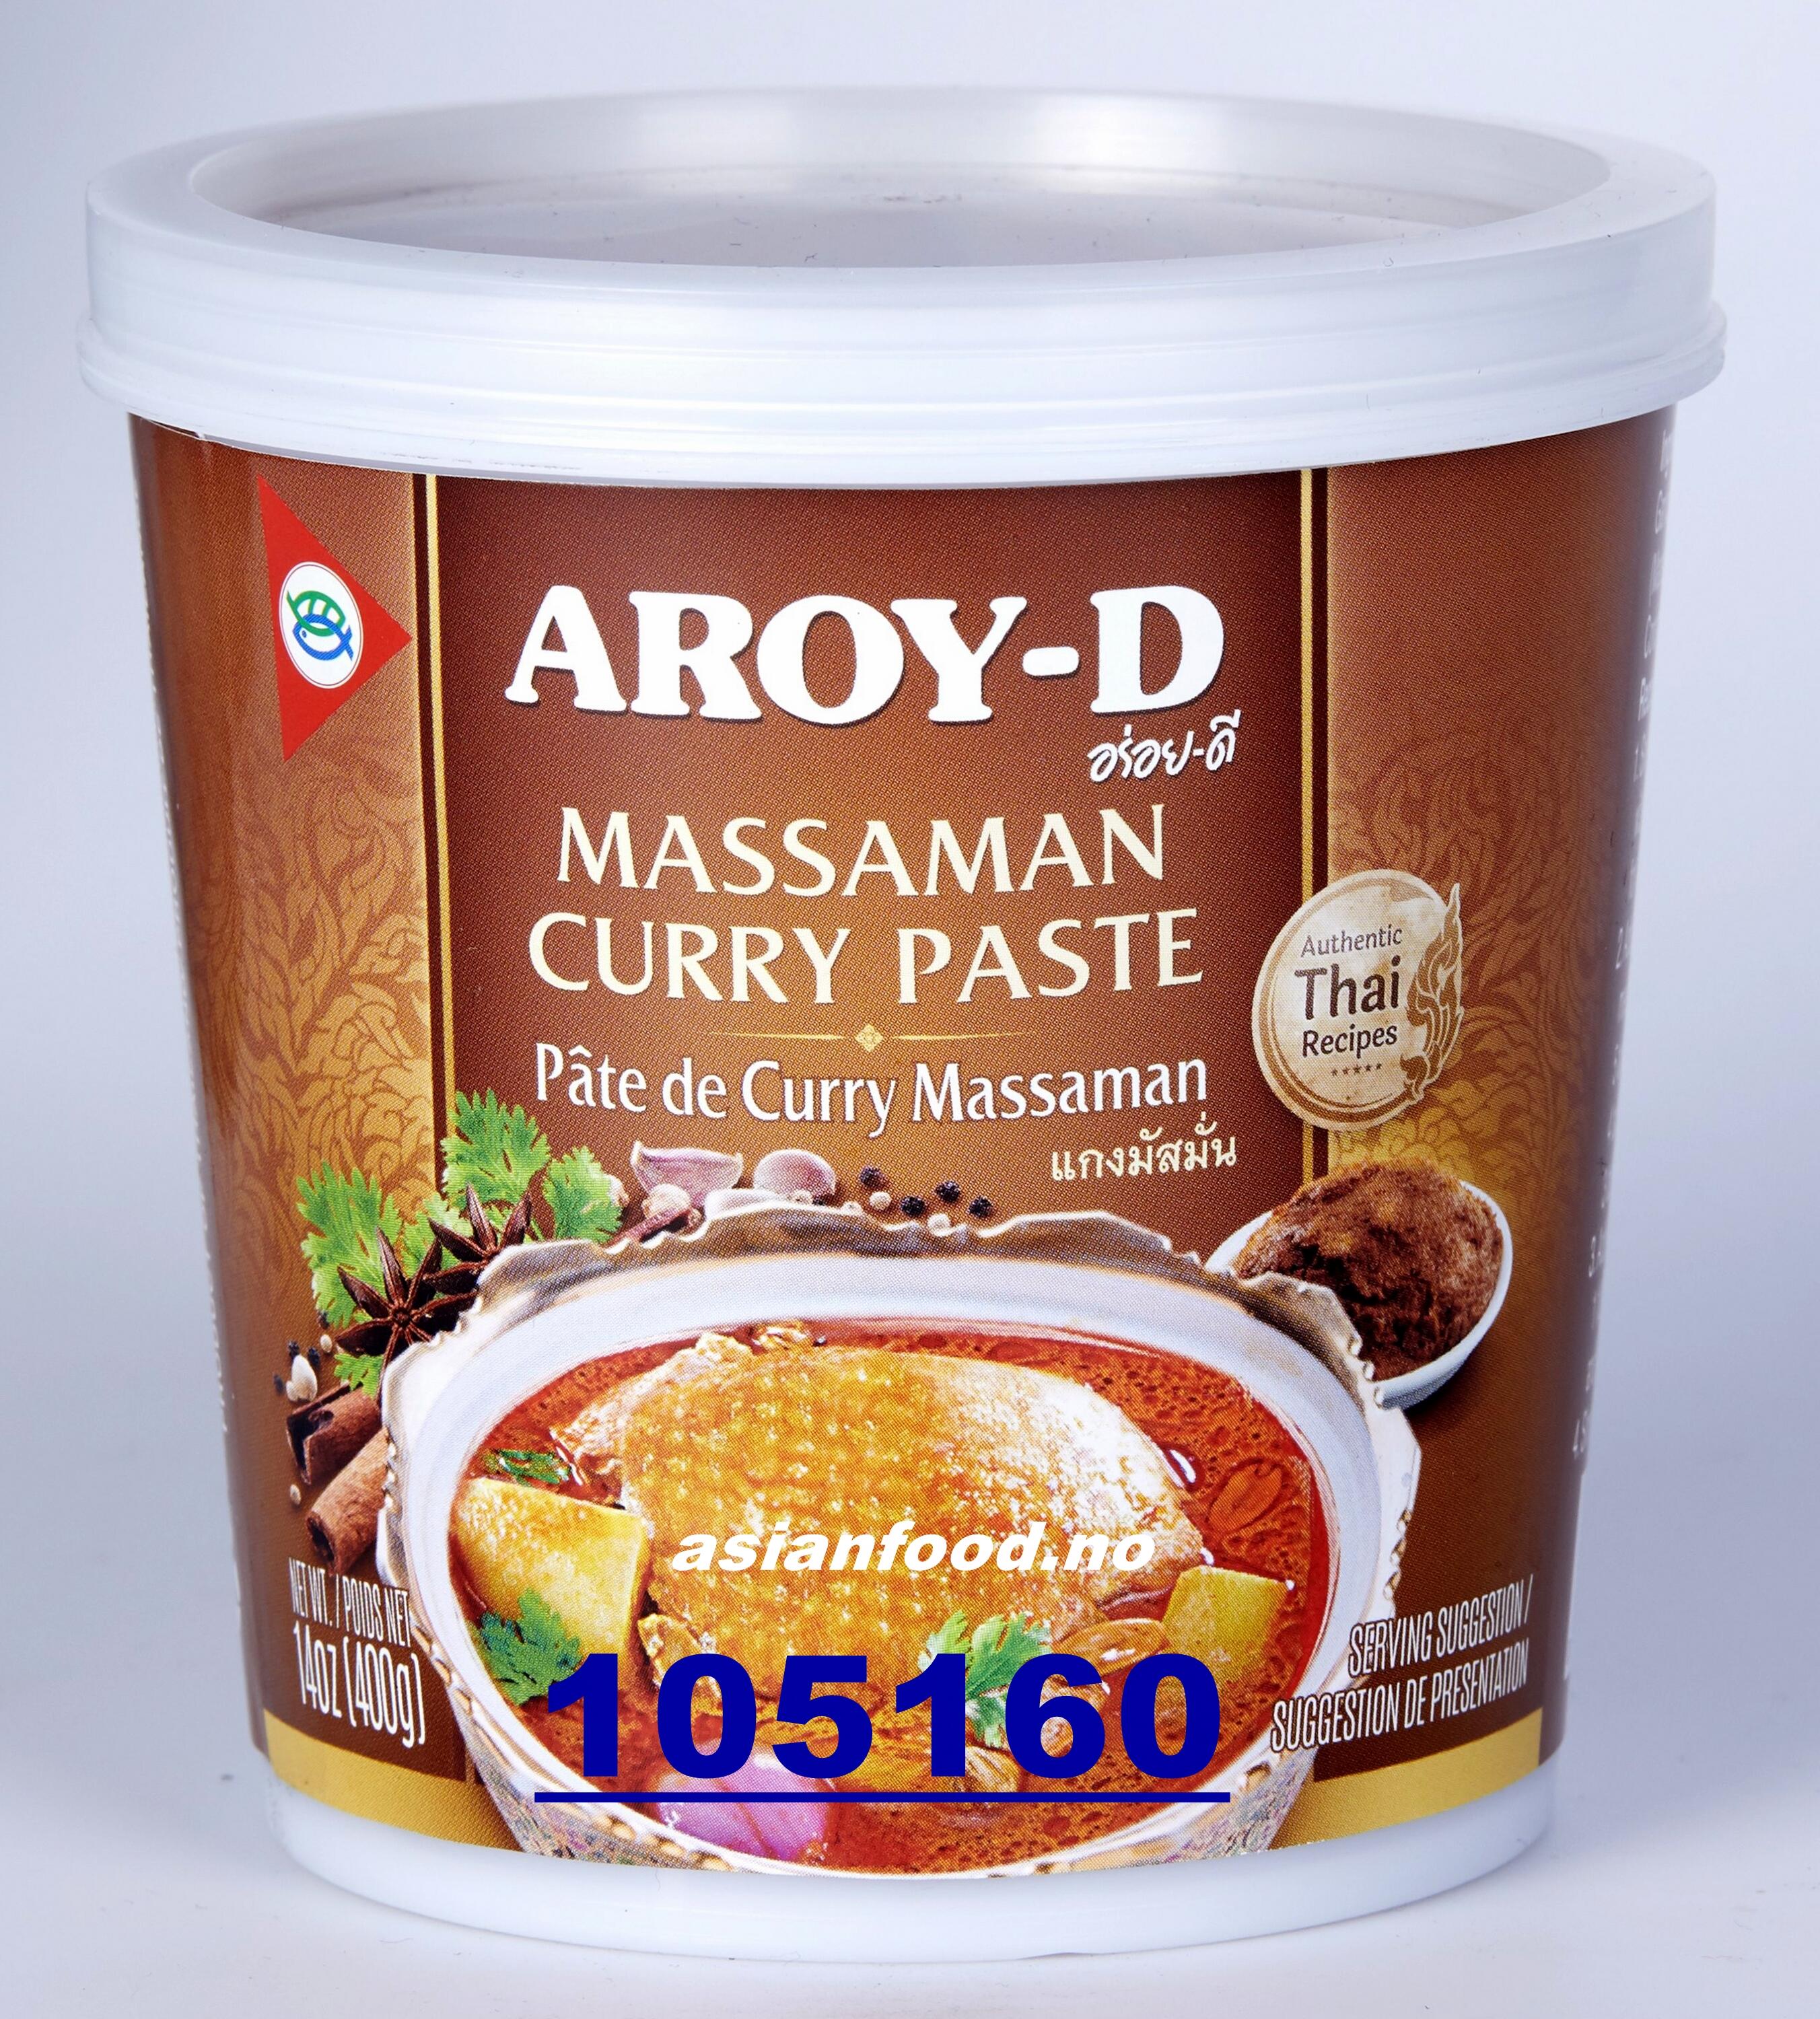 AROY-D
อร่อย-ดี
MASSAMAN
CURRY PASTE
Pâte de Curry Massaman
แกงมัสมั่น
Authentic
Thai
Recipes
asianfood.no
105160
NET WT. / POIDS NET
14oz (400g)
SERVING SUGGESTION /
SUGGESTION DE PRESENTATION